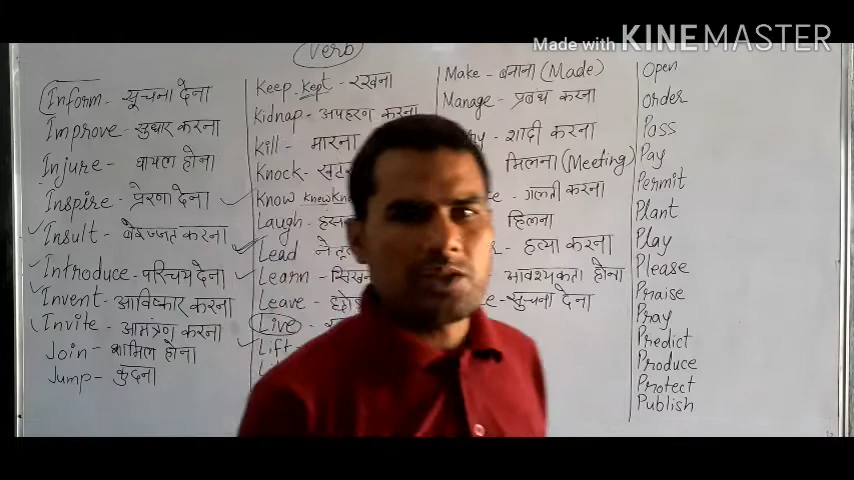 Made with KINEMASTER
Verb
Inform - सूचना देना
Improve - सुधार करना
Injure - घायल होना
Inspire - प्रेरणा देना
Insult - बेइज्जत करना
Introduce - परिचय देना
Invent - आविष्कार करना
Invite - आमंत्रण करना
Join - शामिल होना
Jump - कुदना
Keep - Kept - रखना
Kidnap - अपहरण करना
Kill - मारना
Knock -
Know Knew
Laugh -
Lead
Learn -
Leave -
Live -
Lift
Make - बनाना (Made)
Manage - प्रबंध करना
- शादी करना
मिलना (Meeting)
- गलती करना
हिलना
- हत्या करना
आवश्यकता होना
- सुचना देना
Open
Order
Pass
Pay
Permit
Plant
Play
Please
Praise
Pray
Predict
Produce
Protect
Publish